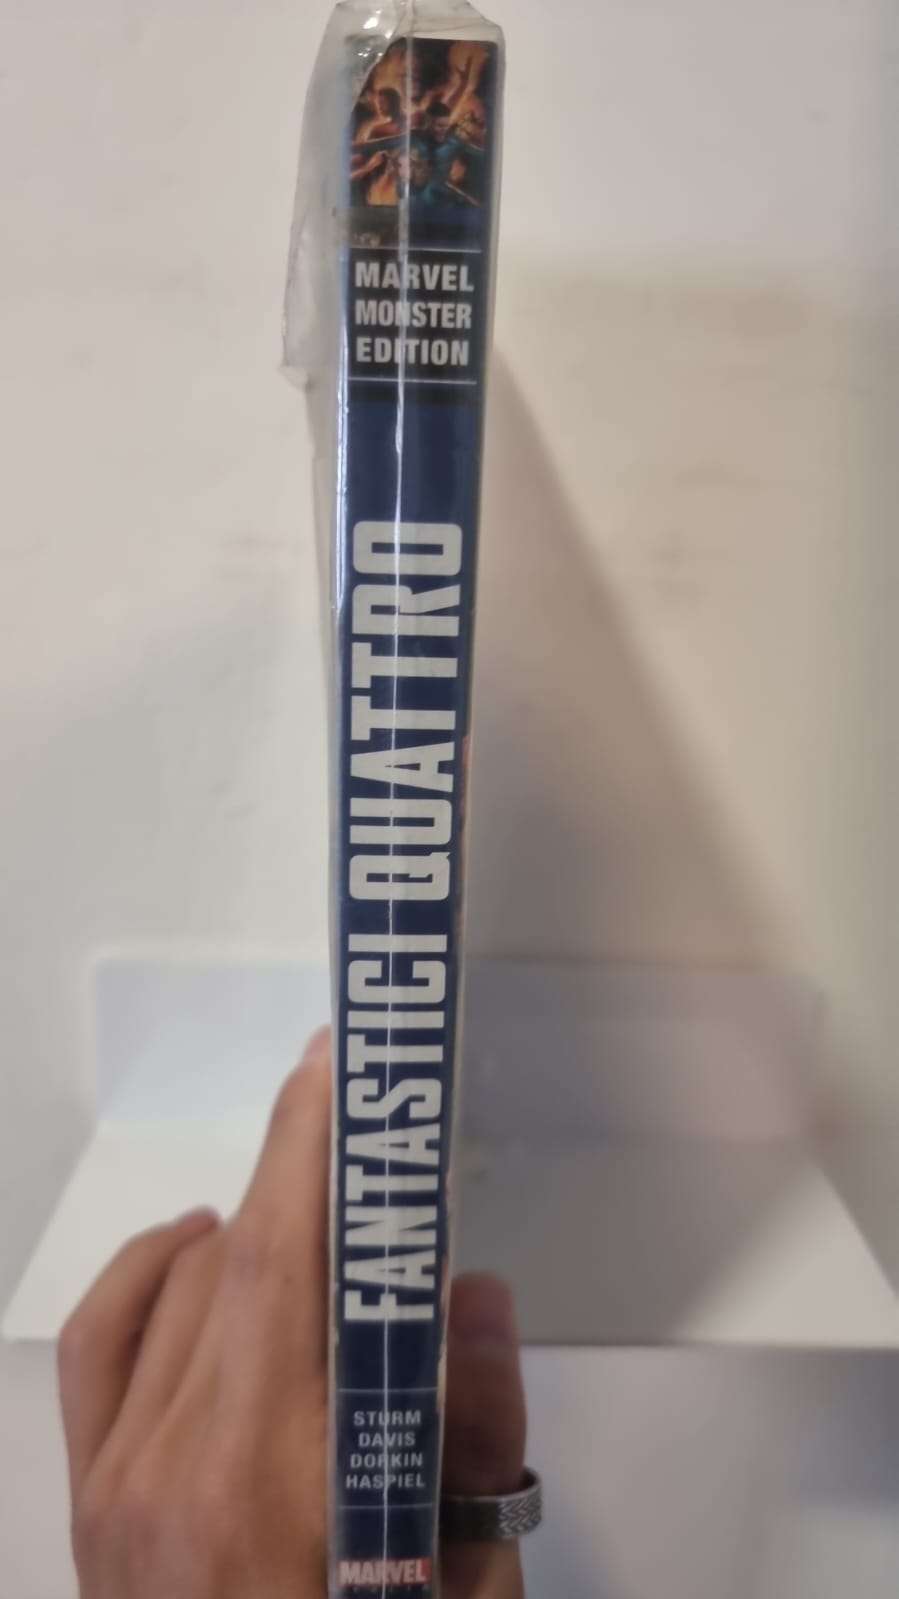 MARVEL
MONSTER
EDITION
FANTASTICI QUATTRO
STURM
DAVIS
DORKIN
HASPIEL
MARVEL